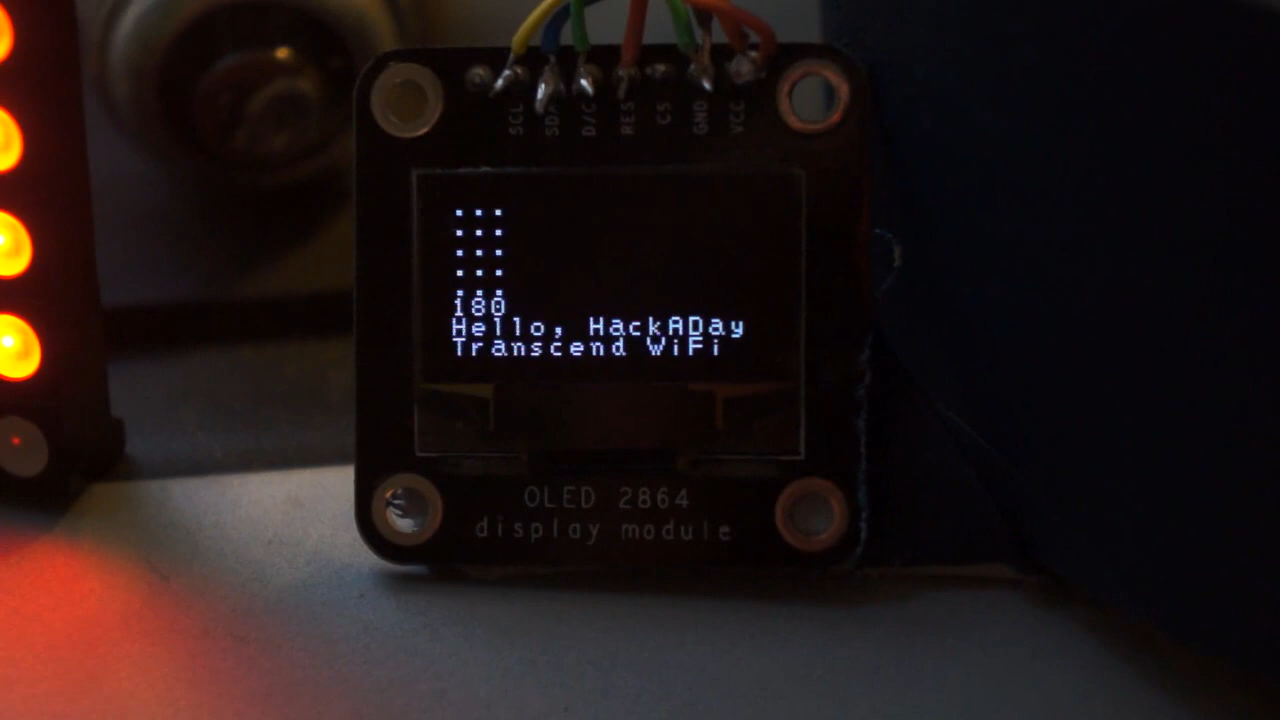 SCL SDA D/C RES CS GND VCC
...
...
...
...
...
180
Hello, HackADay
Transcend WiFi
OLED 2864
display module